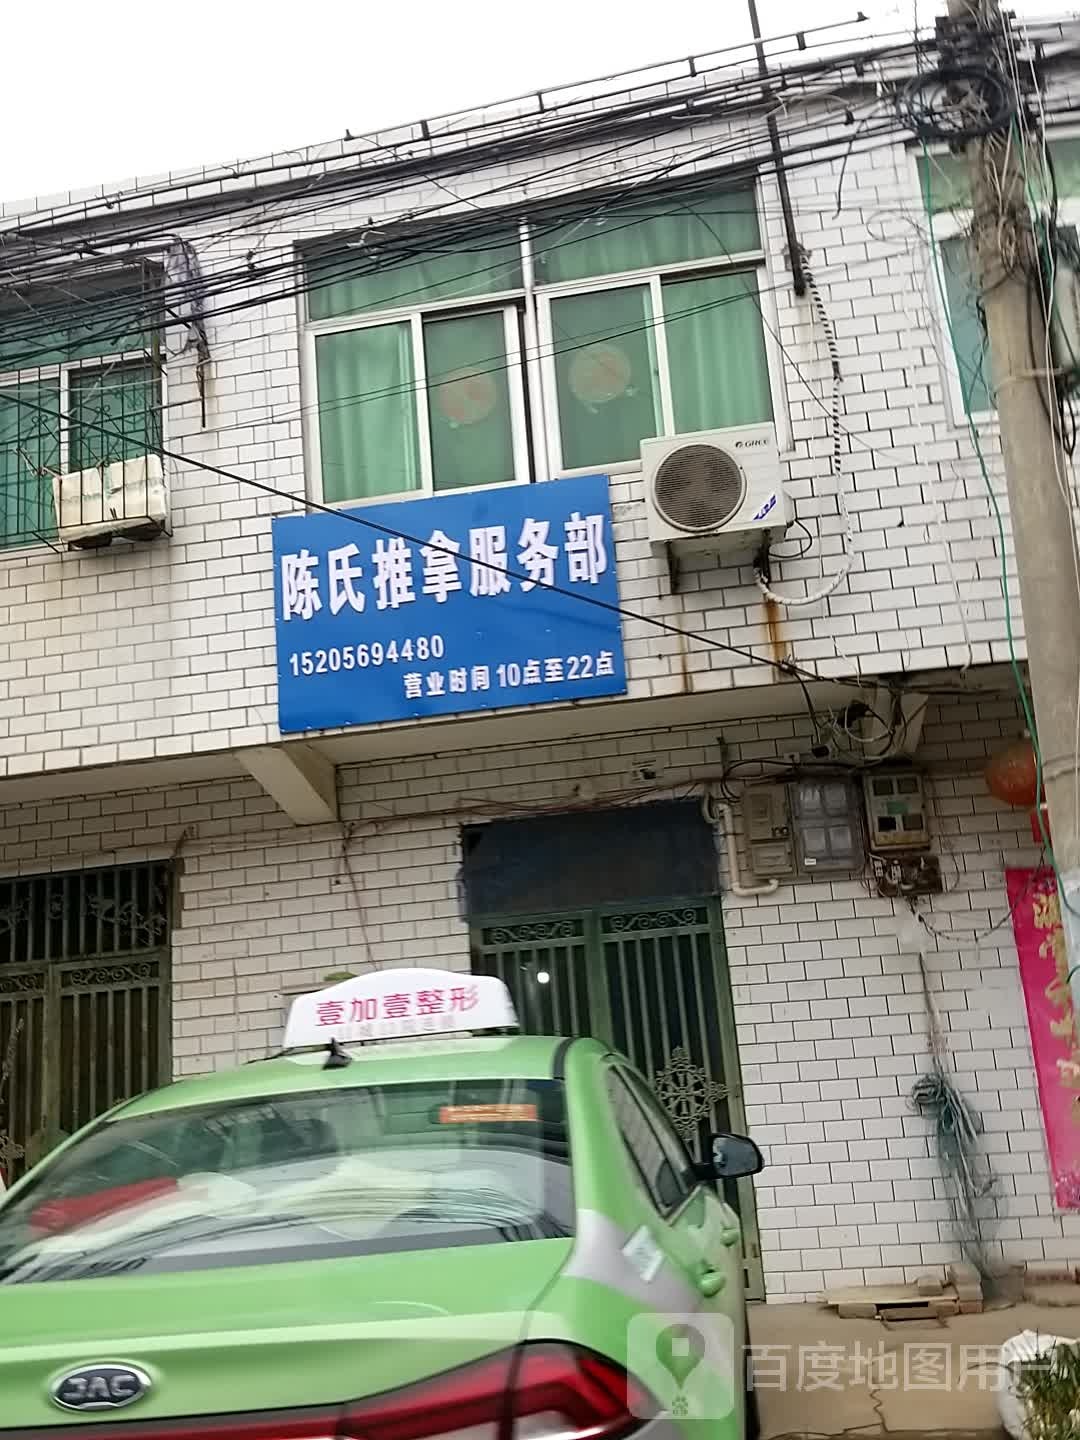 GREE
陈氏推拿服务部
15205694480
营业时间 10点至22点
壹加壹整形
JAC
百度地图用户